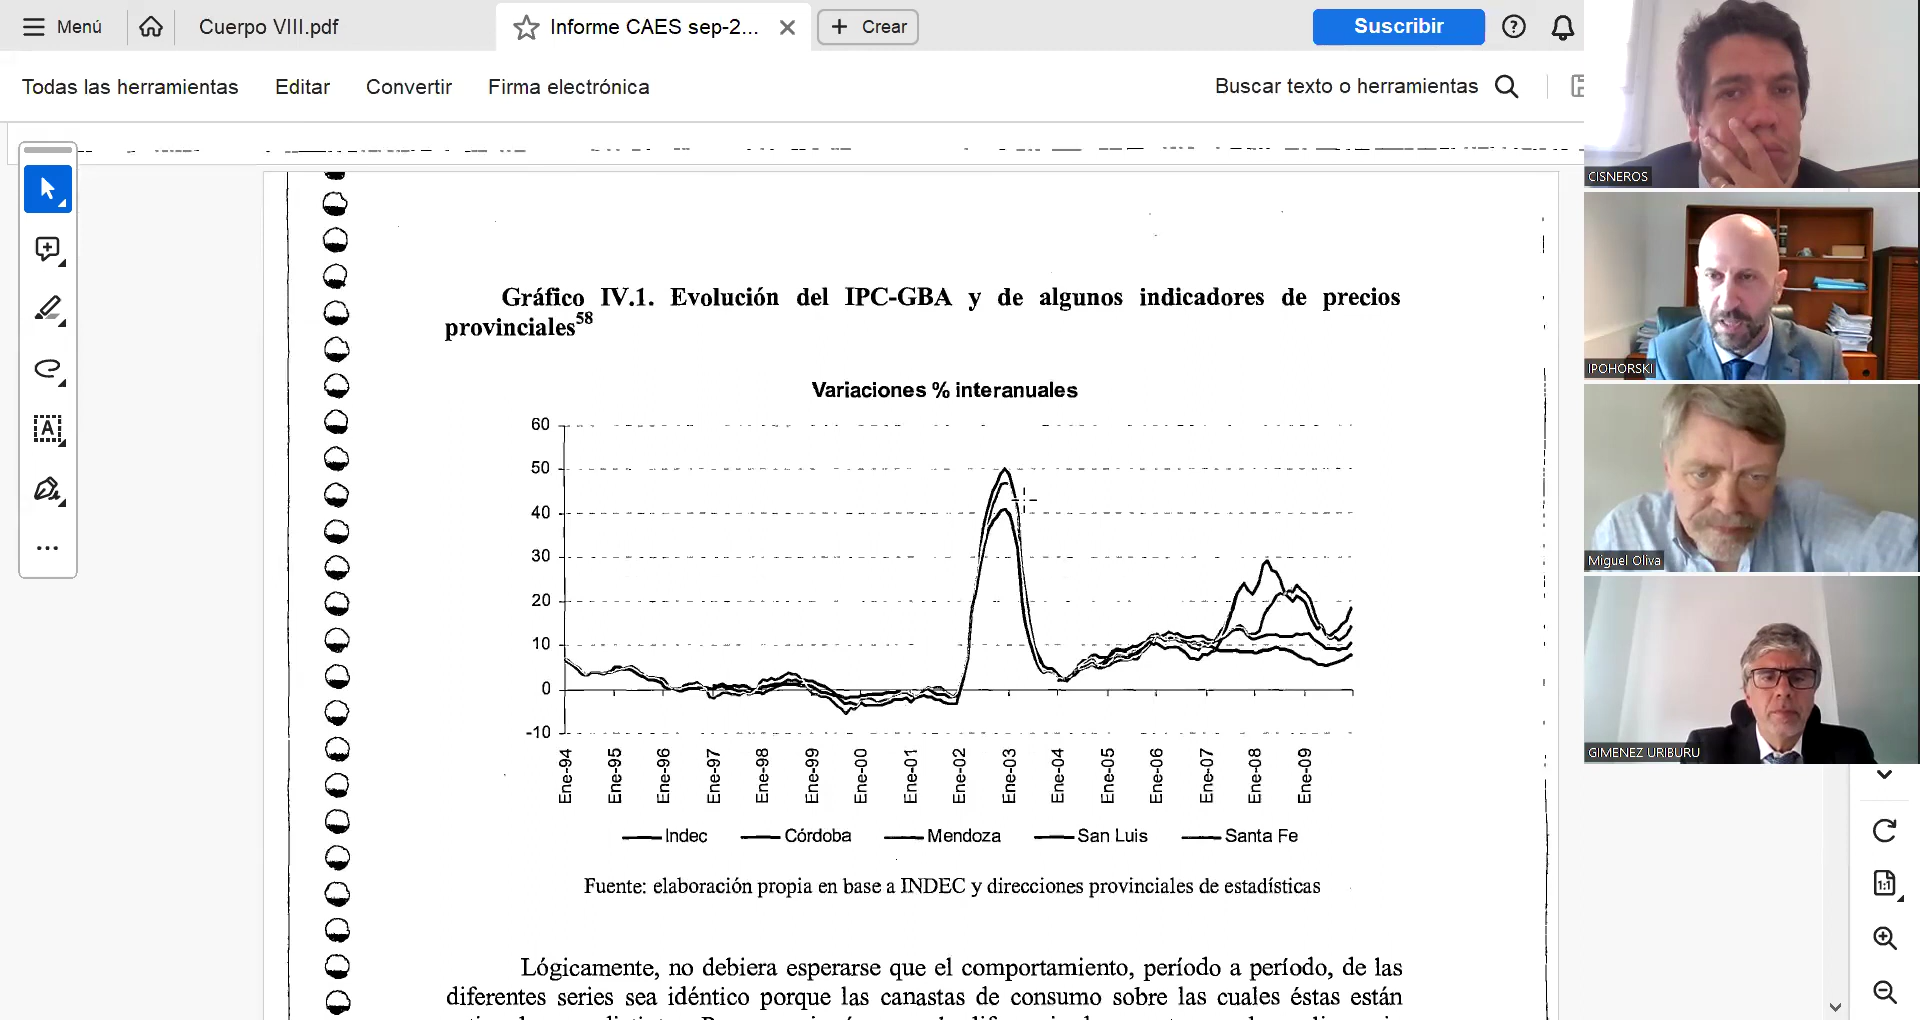 Menú
Cuerpo VIII.pdf
Informe CAES sep-2...
Crear
Suscribir
Todas las herramientas
Editar
Convertir
Firma electrónica
Buscar texto o herramientas
CISNEROS
IPOHORSKI
Miguel Oliva
GIMENEZ URIBURU
Gráfico IV.1. Evolución del IPC-GBA y de algunos indicadores de precios
provinciales58
Variaciones % interanuales
60
50
40
30
20
10
0
-10
Ene-94
Ene-95
Ene-96
Ene-97
Ene-98
Ene-99
Ene-00
Ene-01
Ene-02
Ene-03
Ene-04
Ene-05
Ene-06
Ene-07
Ene-08
Ene-09
Indec
Córdoba
Mendoza
San Luis
Santa Fe
Fuente: elaboración propia en base a INDEC y direcciones provinciales de estadísticas
Lógicamente, no debiera esperarse que el comportamiento, período a período, de las
diferentes series sea idéntico porque las canastas de consumo sobre las cuales éstas están